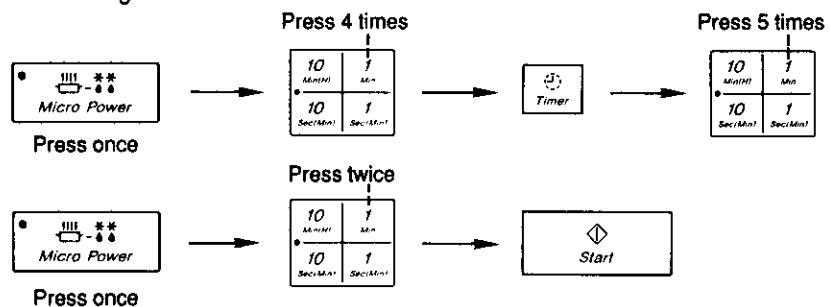 Press 4 times
Press 5 times
Micro Power
10 1
Min(H) Min
10 1
Sec(Min) Sec(Min)
Timer
10 1
Min(H) Min
10 1
Sec(Min) Sec(Min)
Press once
Press twice
Micro Power
10 1
Min(H) Min
10 1
Sec(Min) Sec(Min)
Start
Press once